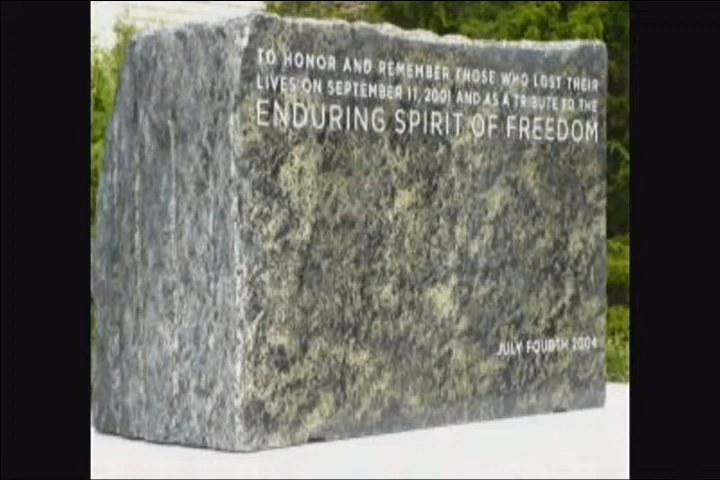 TO HONOR AND REMEMBER THOSE WHO LOST THEIR
LIVES ON SEPTEMBER 11, 2001 AND AS A TRIBUTE TO THE
ENDURING SPIRIT OF FREEDOM
JULY FOURTH 2004